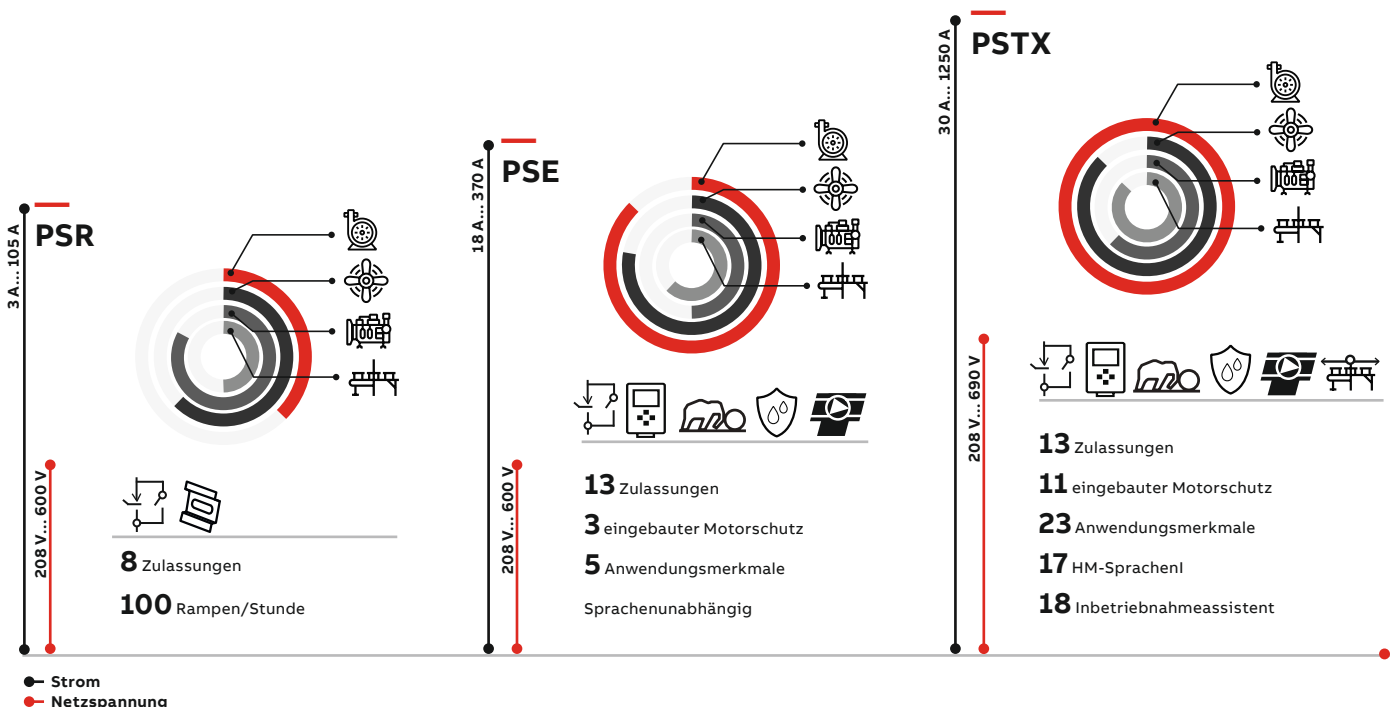 PSR
3 A... 105 A
208 V... 600 V
8 Zulassungen
100 Rampen/Stunde
PSE
18 A... 370 A
208 V... 600 V
13 Zulassungen
3 eingebauter Motorschutz
5 Anwendungsmerkmale
Sprachenunabhängig
PSTX
30 A... 1250 A
208 V... 690 V
13 Zulassungen
11 eingebauter Motorschutz
23 Anwendungsmerkmale
17 HM-SprachenI
18 Inbetriebnahmeassistent
Strom
Netzspannung